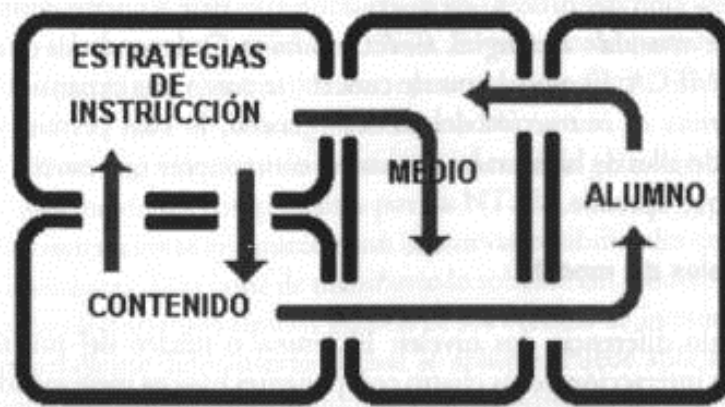 ESTRATEGIAS
DE
INSTRUCCIÓN
MEDIO
ALUMNO
CONTENIDO